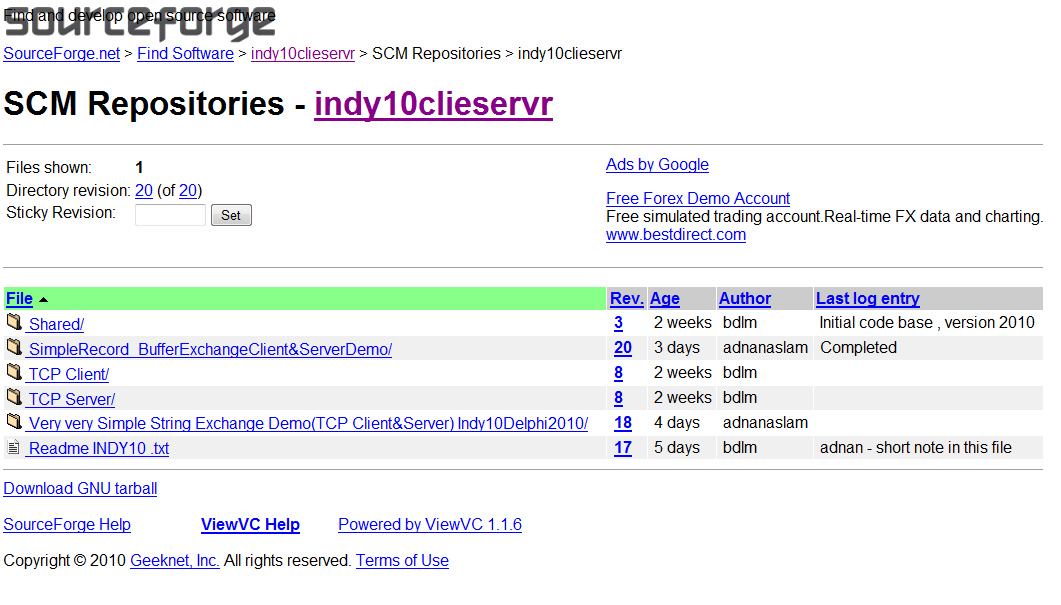 Find and develop open source software
sourceforge
SourceForge.net > Find Software > indy10clieservr > SCM Repositories > indy10clieservr
SCM Repositories - indy10clieservr
Files shown: 1
Directory revision: 20 (of 20)
Sticky Revision: Set
Ads by Google
Free Forex Demo Account
Free simulated trading account.Real-time FX data and charting.
www.bestdirect.com
File Rev. Age Author Last log entry
Shared/ 3 2 weeks bdlm Initial code base , version 2010
SimpleRecord_BufferExchangeClient&ServerDemo/ 20 3 days adnanaslam Completed
TCP Client/ 8 2 weeks bdlm
TCP Server/ 8 2 weeks bdlm
Very very Simple String Exchange Demo(TCP Client&Server) Indy10Delphi2010/ 18 4 days adnanaslam
Readme INDY10 .txt 17 5 days bdlm adnan - short note in this file
Download GNU tarball
SourceForge Help ViewVC Help Powered by ViewVC 1.1.6
Copyright © 2010 Geeknet, Inc. All rights reserved. Terms of Use